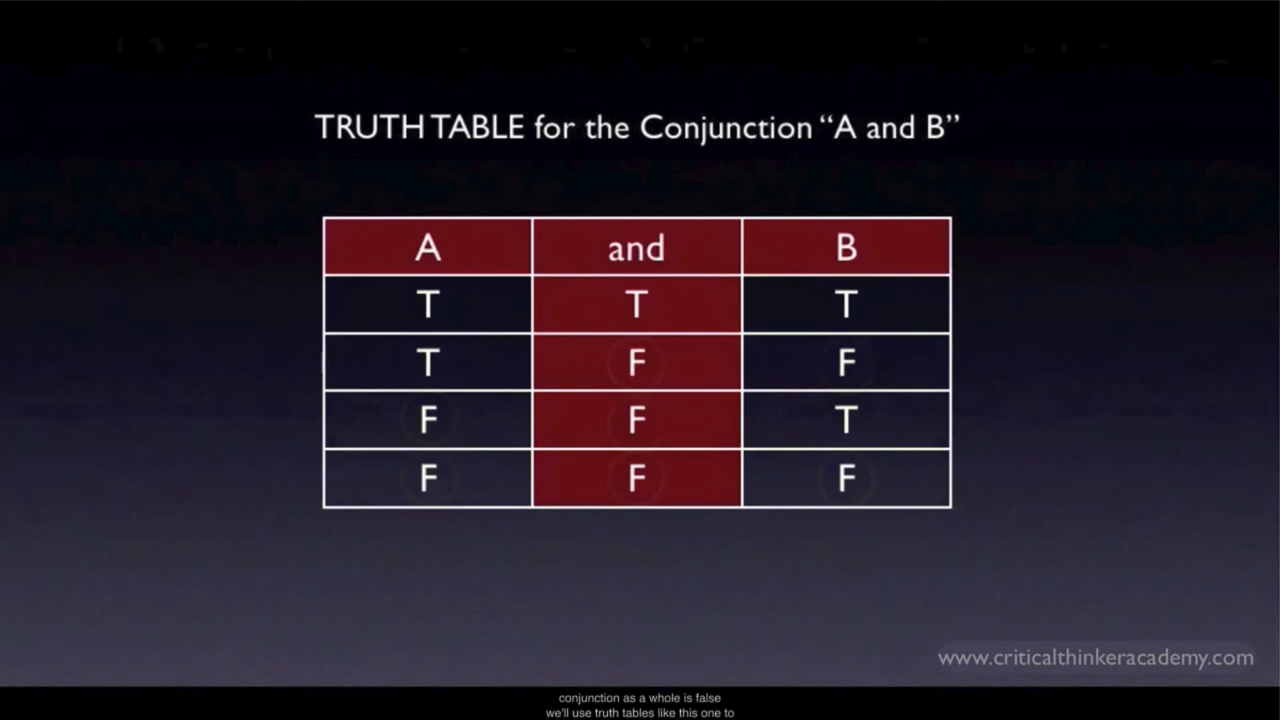 TRUTH TABLE for the Conjunction “A and B”
A and B
T T T
T F F
F F T
F F F
www.criticalthinkeracademy.com
conjunction as a whole is false
we'll use truth tables like this one to